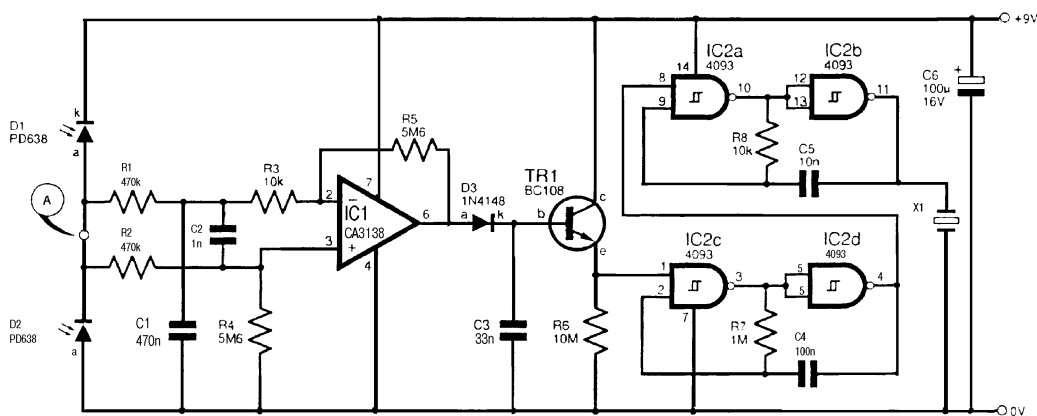 +9V
IC2a
4093
IC2b
4093
14
8
9
10
12
13
11
C6
100µ
16V
+
k
D1
PD638
a
R5
5M6
R8
10k
C5
10n
A
R1
470k
R3
10k
7
2
−
IC1
CA3138
6
D3
1N4148
a
k
TR1
BC108
b
c
e
X1
R2
470k
C2
1n
3
+
4
IC2c
4093
IC2d
4093
1
2
3
5
5
4
7
D2
PD638
a
C1
470n
R4
5M6
C3
33n
R6
10M
R7
1M
C4
100n
0V